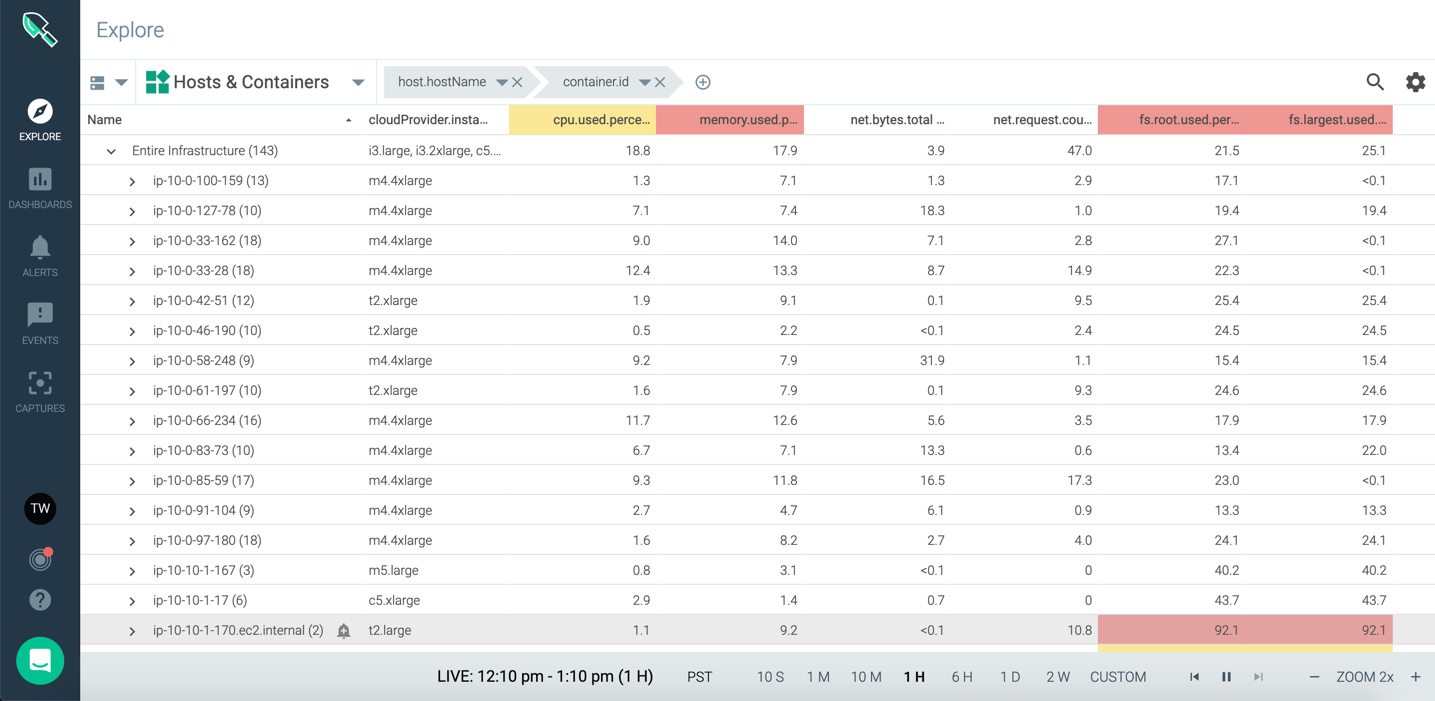 Explore
Hosts & Containers
host.hostName
container.id
EXPLORE
DASHBOARDS
ALERTS
EVENTS
CAPTURES
TW
?
Name cloudProvider.insta... cpu.used.perce... memory.used.p... net.bytes.total ... net.request.cou... fs.root.used.per... fs.largest.used....
Entire Infrastructure (143) i3.large, i3.2xlarge, c5.... 18.8 17.9 3.9 47.0 21.5 25.1
ip-10-0-100-159 (13) m4.4xlarge 1.3 7.1 1.3 2.9 17.1 <0.1
ip-10-0-127-78 (10) m4.4xlarge 7.1 7.4 18.3 1.0 19.4 19.4
ip-10-0-33-162 (18) m4.4xlarge 9.0 14.0 7.1 2.8 27.1 <0.1
ip-10-0-33-28 (18) m4.4xlarge 12.4 13.3 8.7 14.9 22.3 <0.1
ip-10-0-42-51 (12) t2.xlarge 1.9 9.1 0.1 9.5 25.4 25.4
ip-10-0-46-190 (10) t2.xlarge 0.5 2.2 <0.1 2.4 24.5 24.5
ip-10-0-58-248 (9) m4.4xlarge 9.2 7.9 31.9 1.1 15.4 15.4
ip-10-0-61-197 (10) t2.xlarge 1.6 7.9 0.1 9.3 24.6 24.6
ip-10-0-66-234 (16) m4.4xlarge 11.7 12.6 5.6 3.5 17.9 17.9
ip-10-0-83-73 (10) m4.4xlarge 6.7 7.1 13.3 0.6 13.4 22.0
ip-10-0-85-59 (17) m4.4xlarge 9.3 11.8 16.5 17.3 23.0 <0.1
ip-10-0-91-104 (9) m4.4xlarge 2.7 4.7 6.1 0.9 13.3 13.3
ip-10-0-97-180 (18) m4.4xlarge 1.6 8.2 2.7 4.0 24.1 24.1
ip-10-10-1-167 (3) m5.large 0.8 3.1 <0.1 0 40.2 40.2
ip-10-10-1-17 (6) c5.xlarge 2.9 1.4 0.7 0 43.7 43.7
ip-10-10-1-170.ec2.internal (2) t2.large 1.1 9.2 <0.1 10.8 92.1 92.1
LIVE: 12:10 pm - 1:10 pm (1 H) PST 10 S 1 M 10 M 1 H 6 H 1 D 2 W CUSTOM ZOOM 2x